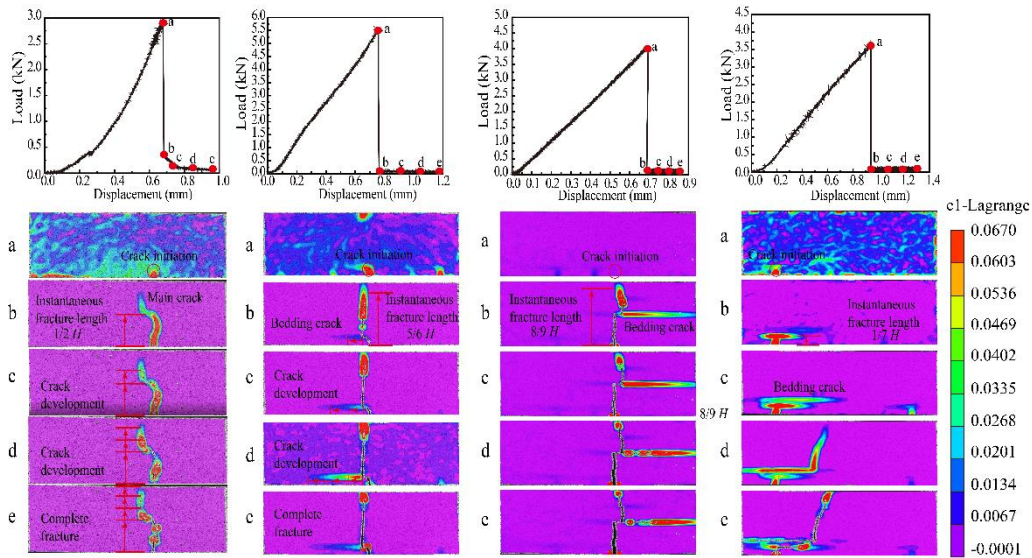 3.0
2.5
2.0
1.5
1.0
0.5
0.0
Load (kN)
a
b
c
d
c
0.0 0.2 0.4 0.6 0.8 1.0
Displacement (mm)
6.0
5.5
5.0
4.5
4.0
3.5
3.0
2.5
2.0
1.5
1.0
0.5
0.0
Load (kN)
a
b
c
d
e
0.0 0.2 0.4 0.6 0.8 1.0 1.2
Displacement (mm)
5.0
4.5
4.0
3.5
3.0
2.5
2.0
1.5
1.0
0.5
0.0
Load (kN)
a
b
c
d
e
0.0 0.1 0.2 0.3 0.4 0.5 0.6 0.7 0.8 0.9
Displacement (mm)
4.5
4.0
3.5
3.0
2.5
2.0
1.5
1.0
0.5
0.0
Load (kN)
a
b
c
d
e
0.0 0.2 0.4 0.6 0.8 1.0 1.2 1.4
Displacement (mm)
a
Crack initiation
b
Instantaneous
fracture length
1/2 H
Main crack
c
Crack
development
d
Crack
development
e
Complete
fracture
a
Crack initiation
b
Bedding crack
Instantaneous
fracture length
5/6 H
c
Crack
development
d
Crack
development
c
Complete
fracture
a
Crack initiation
b
Instantaneous
fracture length
8/9 H
Bedding crack
c
8/9 H
d
c
a
Crack initiation
b
Instantaneous
fracture length
1/7 H
c
Bedding crack
d
c
c1-Lagrange
0.0670
0.0603
0.0536
0.0469
0.0402
0.0335
0.0268
0.0201
0.0134
0.0067
-0.0001